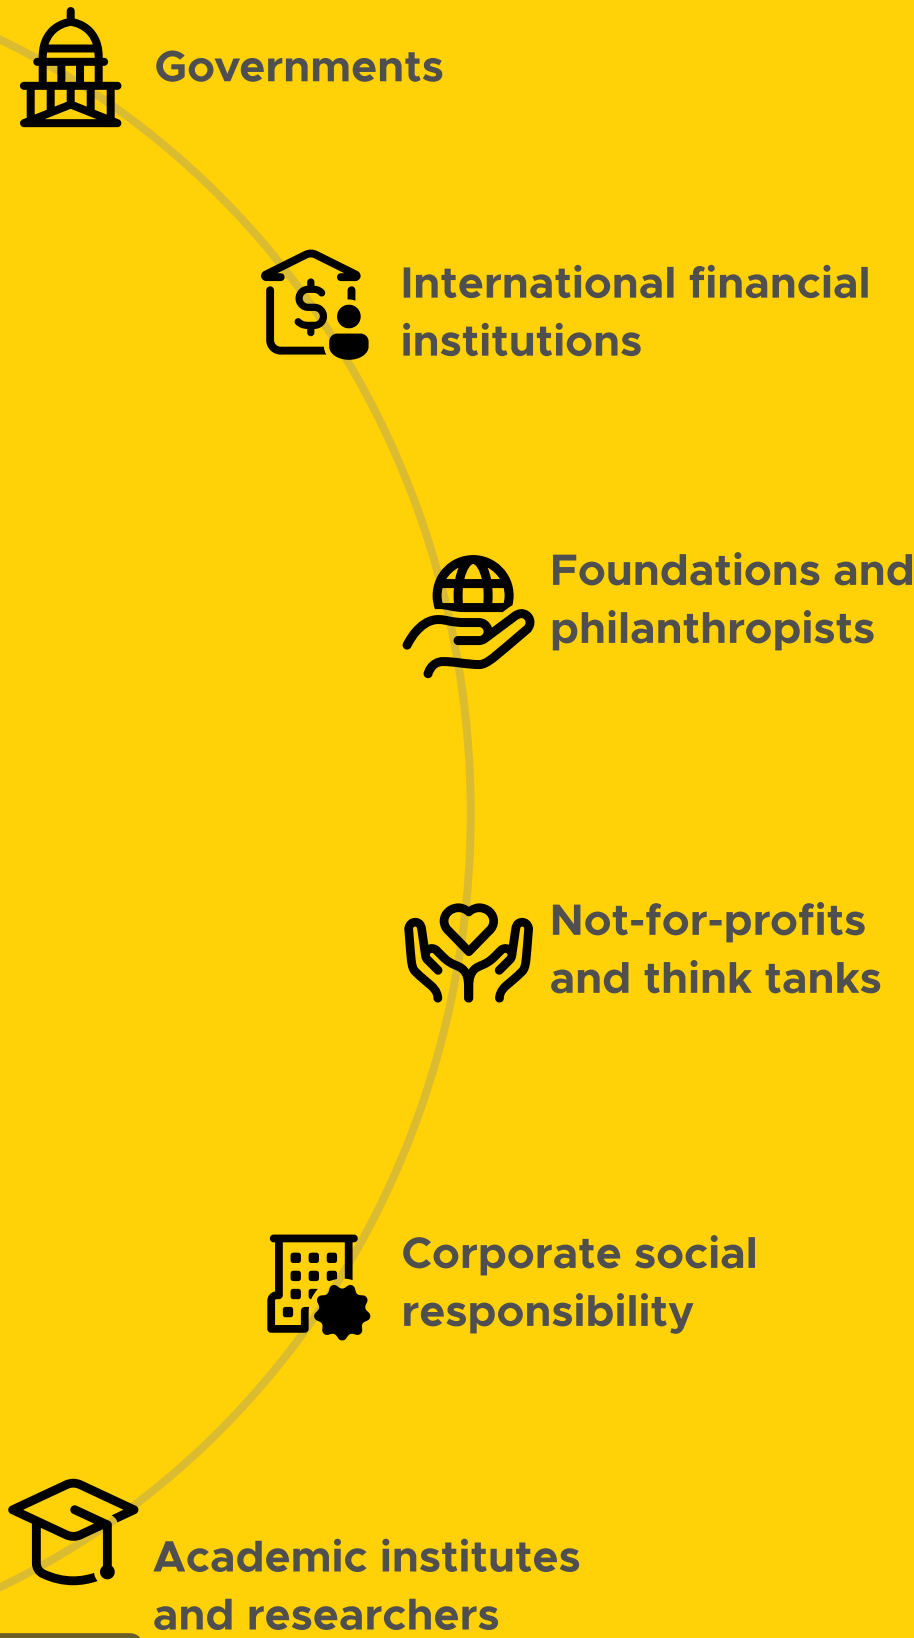 Governments
International financial
institutions
Foundations and
philanthropists
Not-for-profits
and think tanks
Corporate social
responsibility
Academic institutes
and researchers